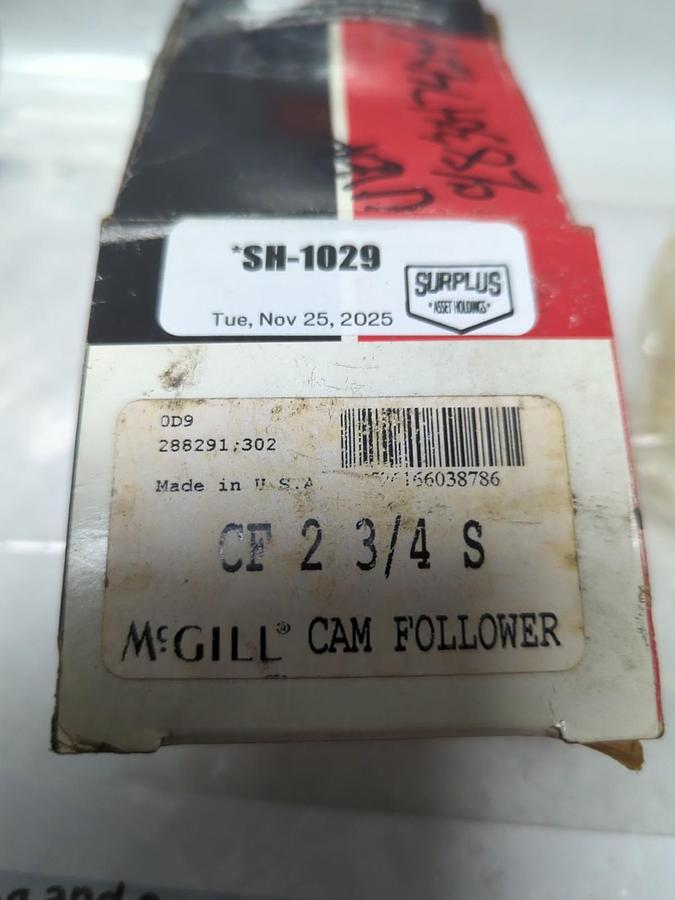 *SH-1029
SURPLUS
*ASSET HOLDINGS*
Tue, Nov 25, 2025
0D9
288291;302
Made in U.S.A
166038786
CF 2 3/4 S
McGILL® CAM FOLLOWER
and